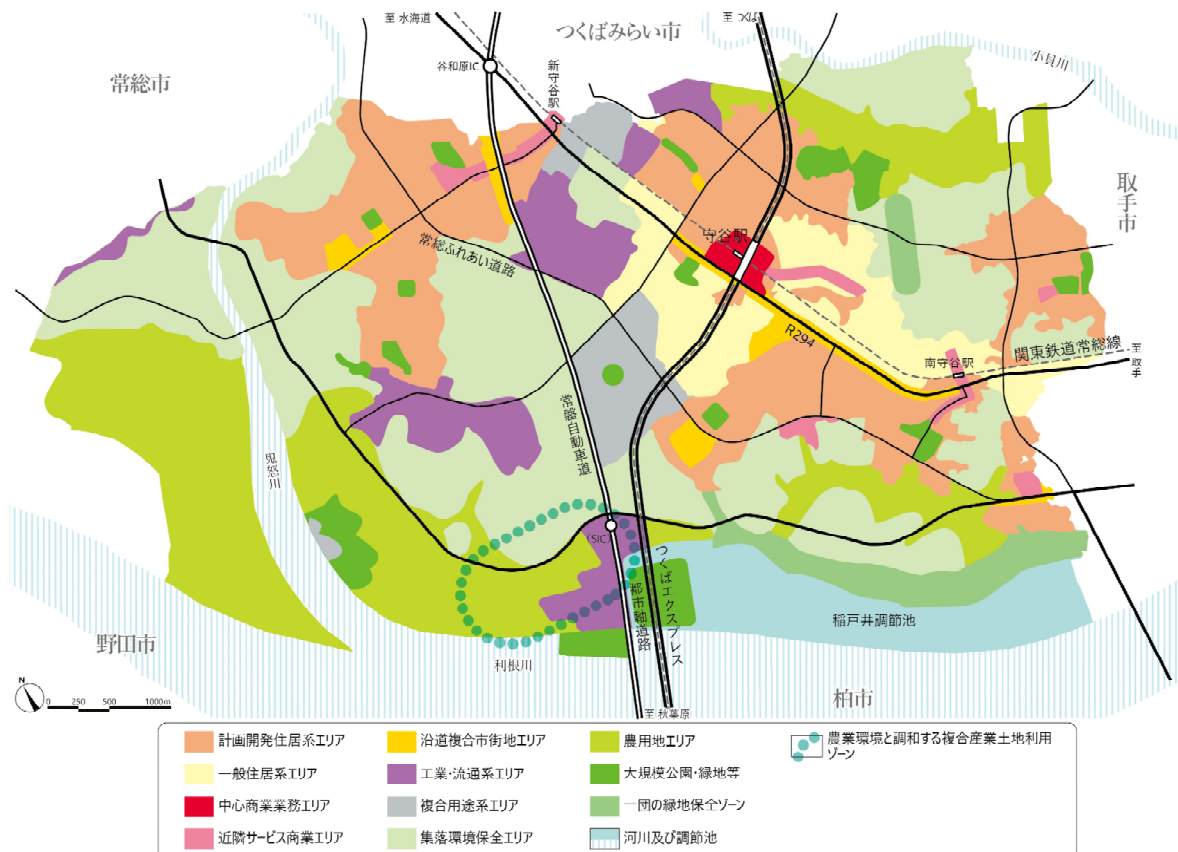 至 水海道
つくばみらい市
至 つくば
小貝川
谷和原IC
新守谷駅
常総市
取手市
守谷駅
常総ふれあい道路
R294
関東鉄道常総線
至 取手
南守谷駅
常磐自動車道
鬼怒川
(SIC)
つくばエクスプレス
都市軸道路
稲戸井調節池
野田市
利根川
柏市
N
0 250 500 1000m
至 秋葉原
計画開発住居系エリア
沿道複合市街地エリア
農用地エリア
農業環境と調和する複合産業土地利用
ゾーン
一般住居系エリア
工業・流通系エリア
大規模公園・緑地等
中心商業業務エリア
複合用途系エリア
一団の緑地保全ゾーン
近隣サービス商業エリア
集落環境保全エリア
河川及び調節池